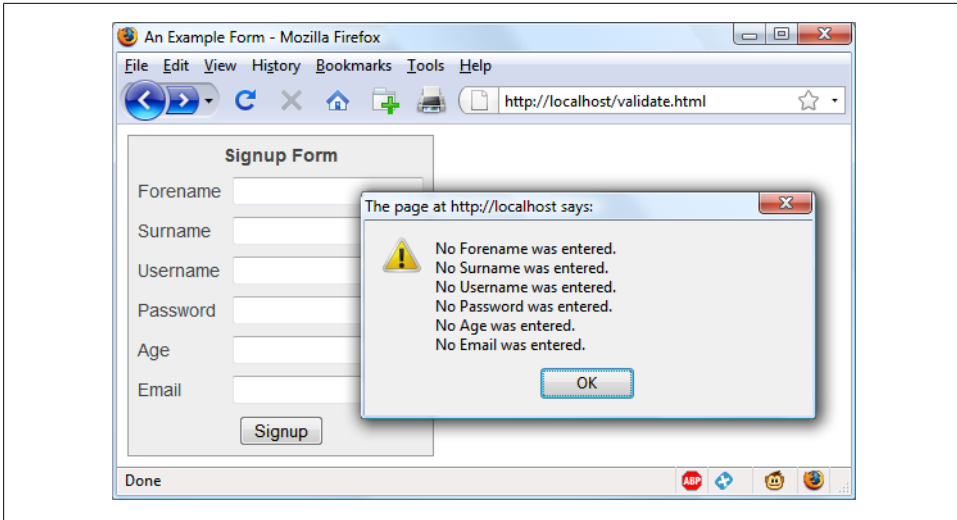 An Example Form - Mozilla Firefox
File Edit View History Bookmarks Tools Help
http://localhost/validate.html
Signup Form
Forename
Surname
Username
Password
Age
Email
Signup
The page at http://localhost says:
No Forename was entered.
No Surname was entered.
No Username was entered.
No Password was entered.
No Age was entered.
No Email was entered.
OK
Done
ABP